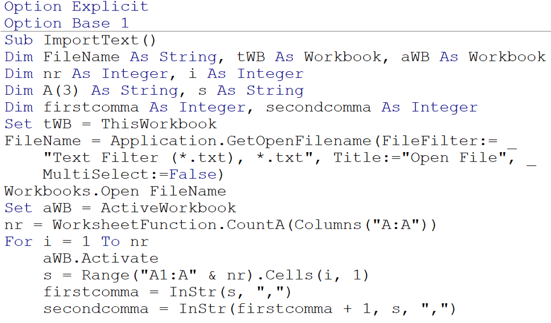 Option Explicit
Option Base 1
Sub ImportText()
Dim FileName As String, tWB As Workbook, aWB As Workbook
Dim nr As Integer, i As Integer
Dim A(3) As String, s As String
Dim firstcomma As Integer, secondcomma As Integer
Set tWB = ThisWorkbook
FileName = Application.GetOpenFilename(FileFilter:= _
"Text Filter (*.txt), *.txt", Title:="Open File", _
MultiSelect:=False)
Workbooks.Open FileName
Set aWB = ActiveWorkbook
nr = WorksheetFunction.CountA(Columns("A:A"))
For i = 1 To nr
aWB.Activate
s = Range("A1:A" & nr).Cells(i, 1)
firstcomma = InStr(s, ",")
secondcomma = InStr(firstcomma + 1, s, ",")